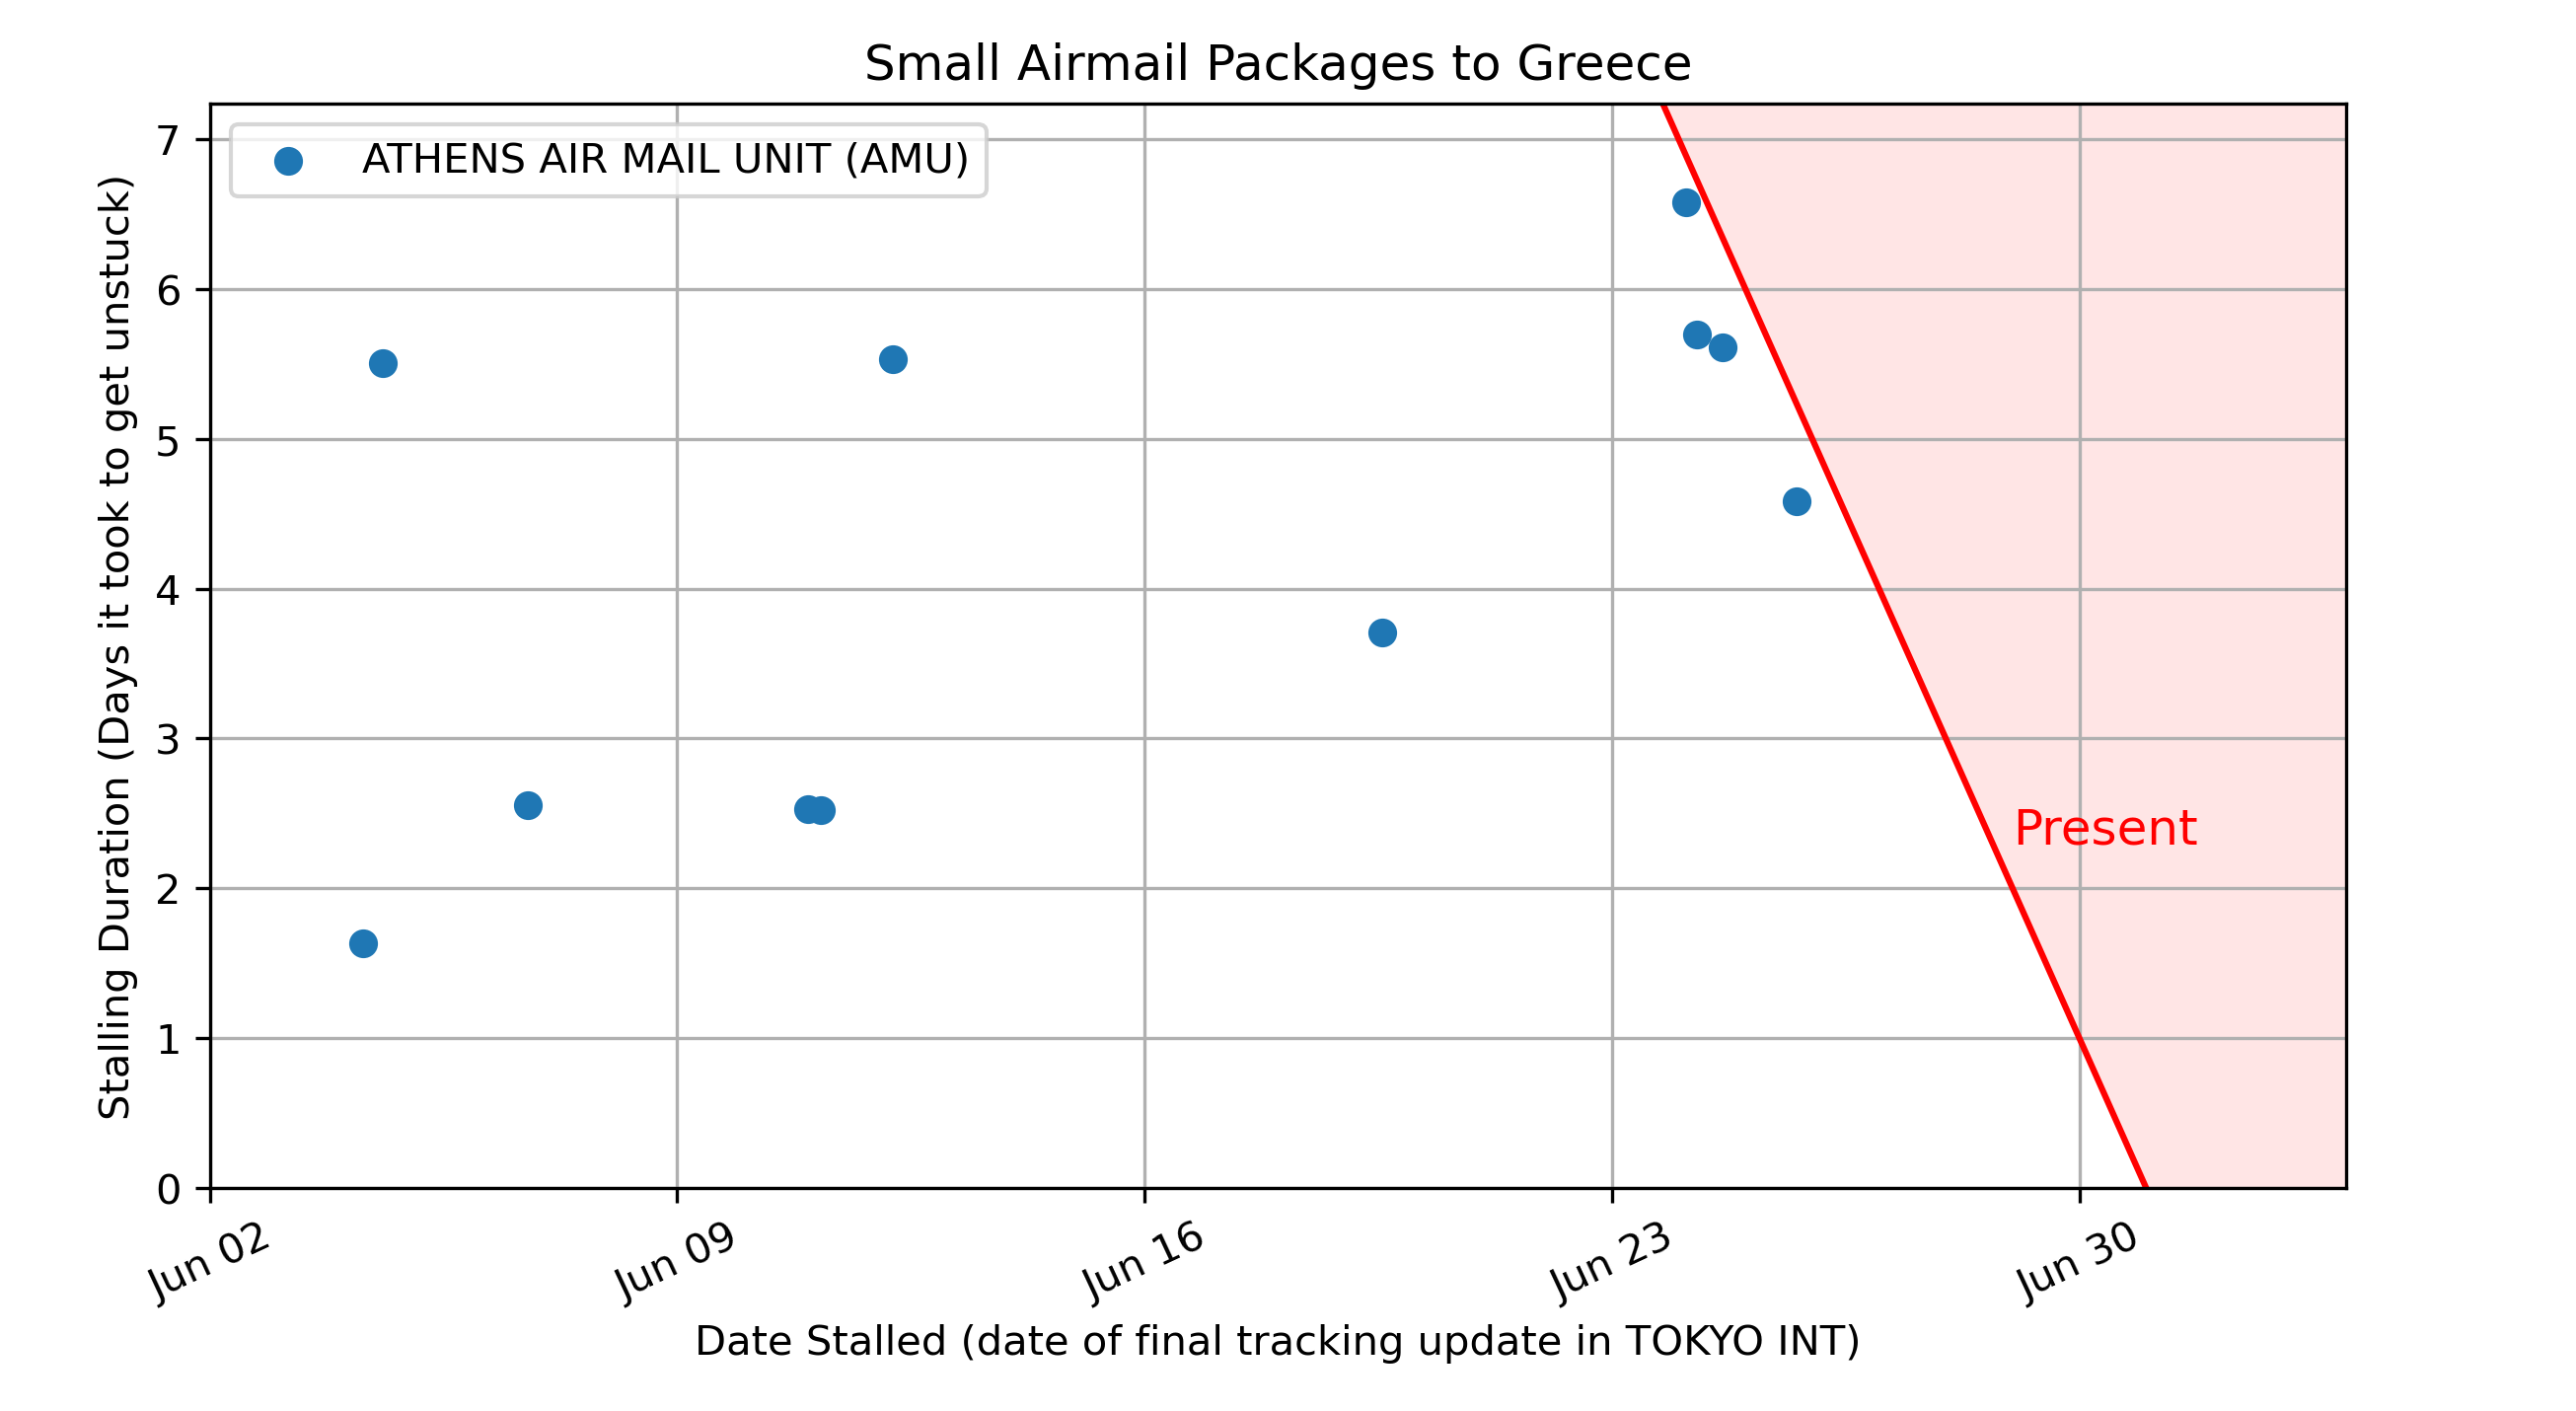 Small Airmail Packages to Greece
ATHENS AIR MAIL UNIT (AMU)
Stalling Duration (Days it took to get unstuck)
7
6
5
4
3
2
1
0
Present
Jun 02
Jun 09
Jun 16
Jun 23
Jun 30
Date Stalled (date of final tracking update in TOKYO INT)